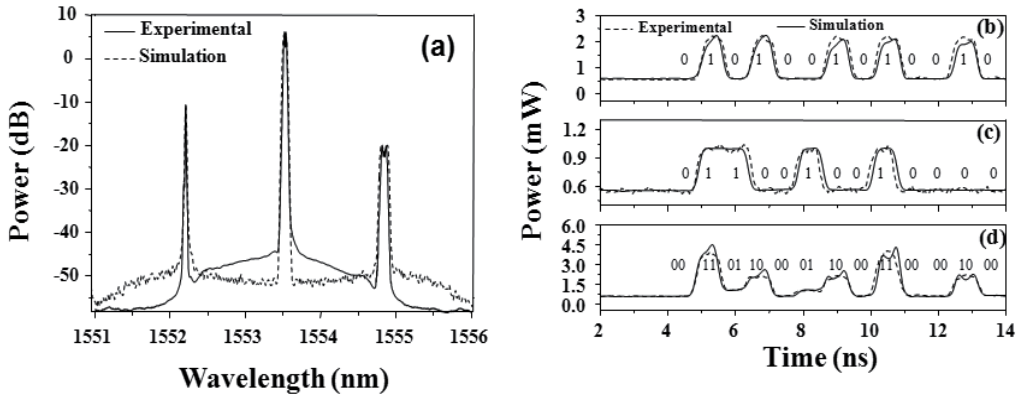 10
0
-10
-20
-30
-40
-50
Power (dB)
Experimental
Simulation
(a)
1551 1552 1553 1554 1555 1556
Wavelength (nm)
Power (mW)
3
2
1
0
Experimental Simulation
(b)
0 1 0 1 0 0 1 0 1 0 0 1 0
1.2
0.9
0.6
(c)
0 1 1 0 0 1 0 0 1 0 0 0 0
6.0
4.5
3.0
1.5
0.0
(d)
00 11 01 10 00 01 10 00 11 00 00 10 00
2 4 6 8 10 12 14
Time (ns)